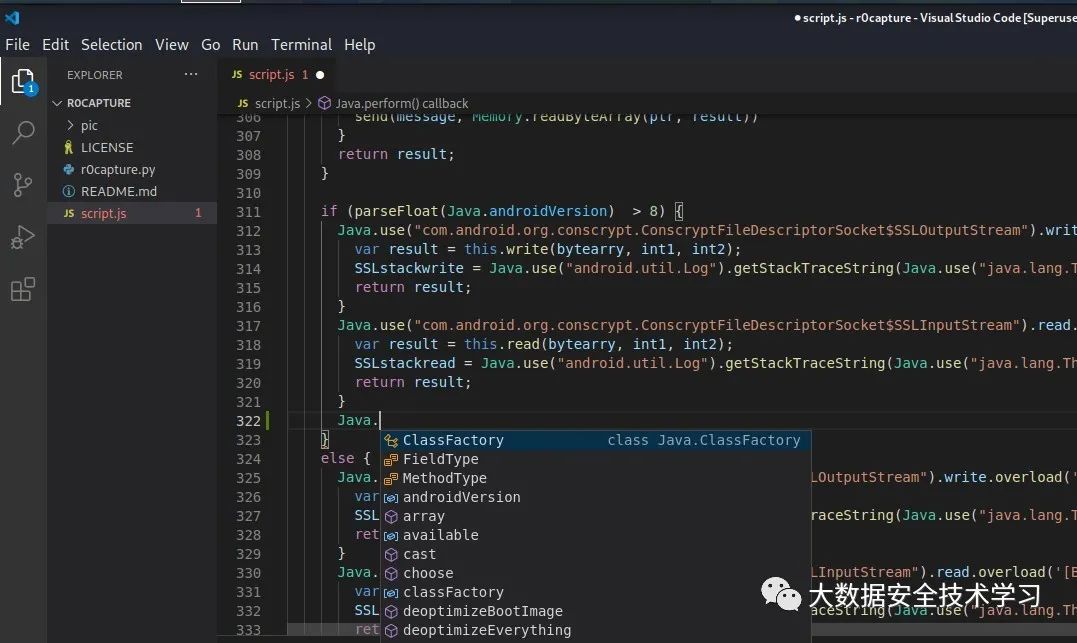 ● script.js - r0capture - Visual Studio Code [Superuse
File Edit Selection View Go Run Terminal Help
EXPLORER ···
R0CAPTURE
pic
LICENSE
r0capture.py
README.md
JS script.js 1
1
JS script.js 1 ●
JS script.js > Java.perform() callback
306 send(message, Memory.readByteArray(ptr, result))
307 }
308 return result;
309 }
310
311 if (parseFloat(Java.androidVersion) > 8) {
312 Java.use("com.android.org.conscrypt.ConscryptFileDescriptorSocket$SSLOutputStream").writ
313 var result = this.write(bytearry, int1, int2);
314 SSLstackwrite = Java.use("android.util.Log").getStackTraceString(Java.use("java.lang.T
315 return result;
316 }
317 Java.use("com.android.org.conscrypt.ConscryptFileDescriptorSocket$SSLInputStream").read.
318 var result = this.read(bytearry, int1, int2);
319 SSLstackread = Java.use("android.util.Log").getStackTraceString(Java.use("java.lang.Th
320 return result;
321 }
322 Java.
323 }
324 else {
325 Java. LOutputStream").write.overload('
326 var
327 SSL raceString(Java.use("java.lang.T
328 ret
329 }
330 Java. LInputStream").read.overload('[B
331 var
332 SSL aceString(Java.use("java.lang.Th
333 ret
ClassFactory class Java.ClassFactory
FieldType
MethodType
androidVersion
array
available
cast
choose
classFactory
deoptimizeBootImage
deoptimizeEverything
大数据安全技术学习